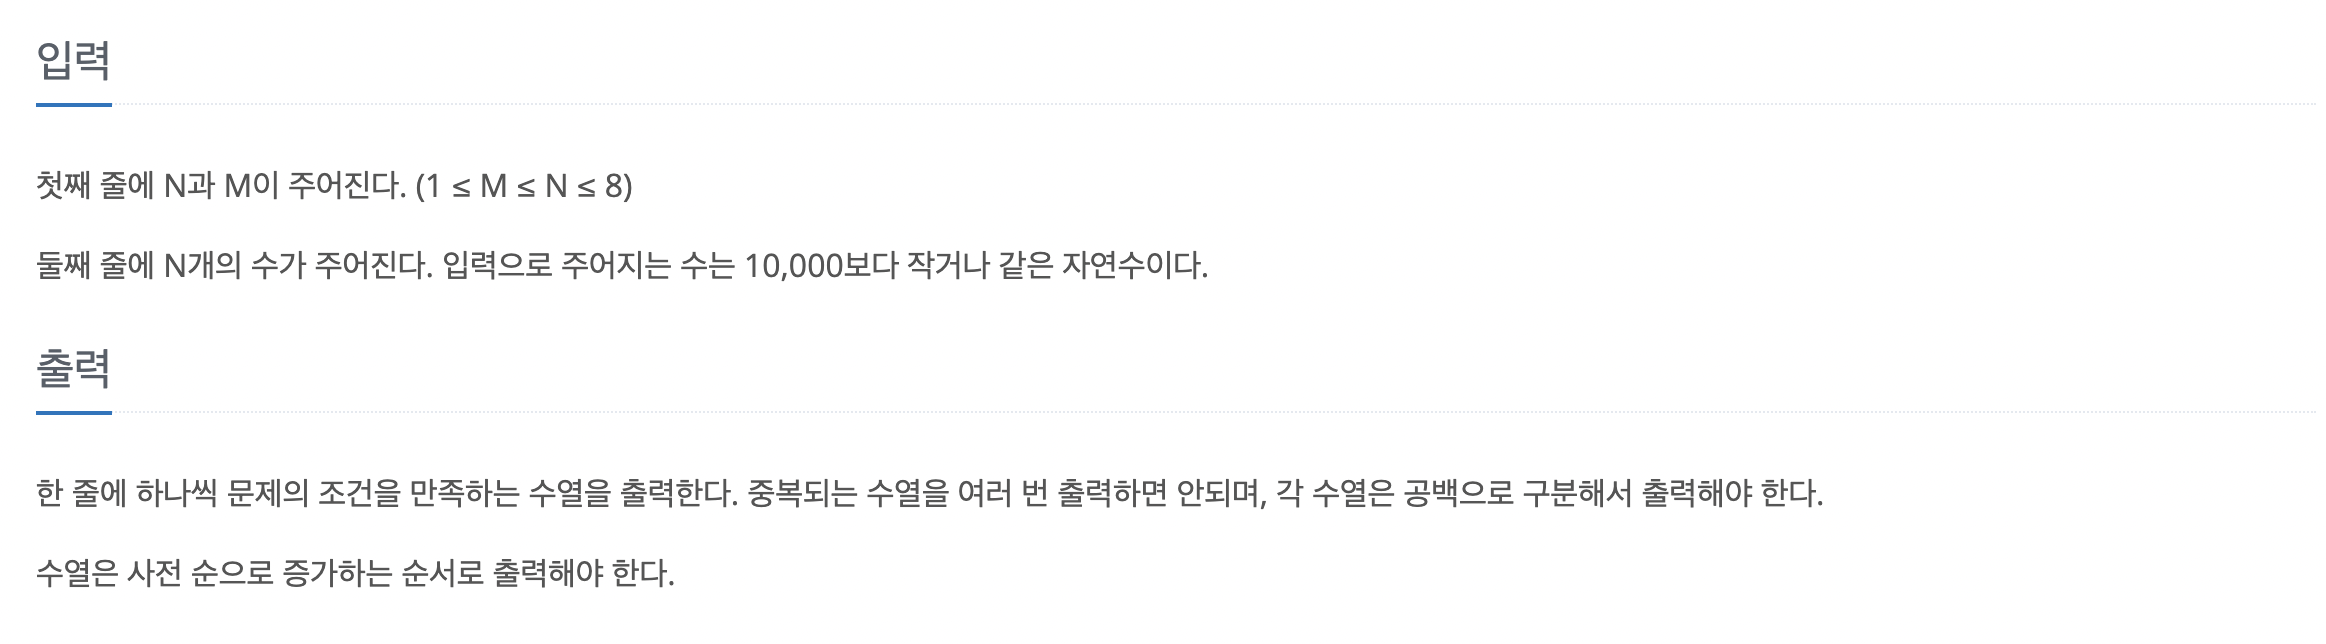 입력
첫째 줄에 N과 M이 주어진다. (1 ≤ M ≤ N ≤ 8)
둘째 줄에 N개의 수가 주어진다. 입력으로 주어지는 수는 10,000보다 작거나 같은 자연수이다.
출력
한 줄에 하나씩 문제의 조건을 만족하는 수열을 출력한다. 중복되는 수열을 여러 번 출력하면 안되며, 각 수열은 공백으로 구분해서 출력해야 한다.
수열은 사전 순으로 증가하는 순서로 출력해야 한다.